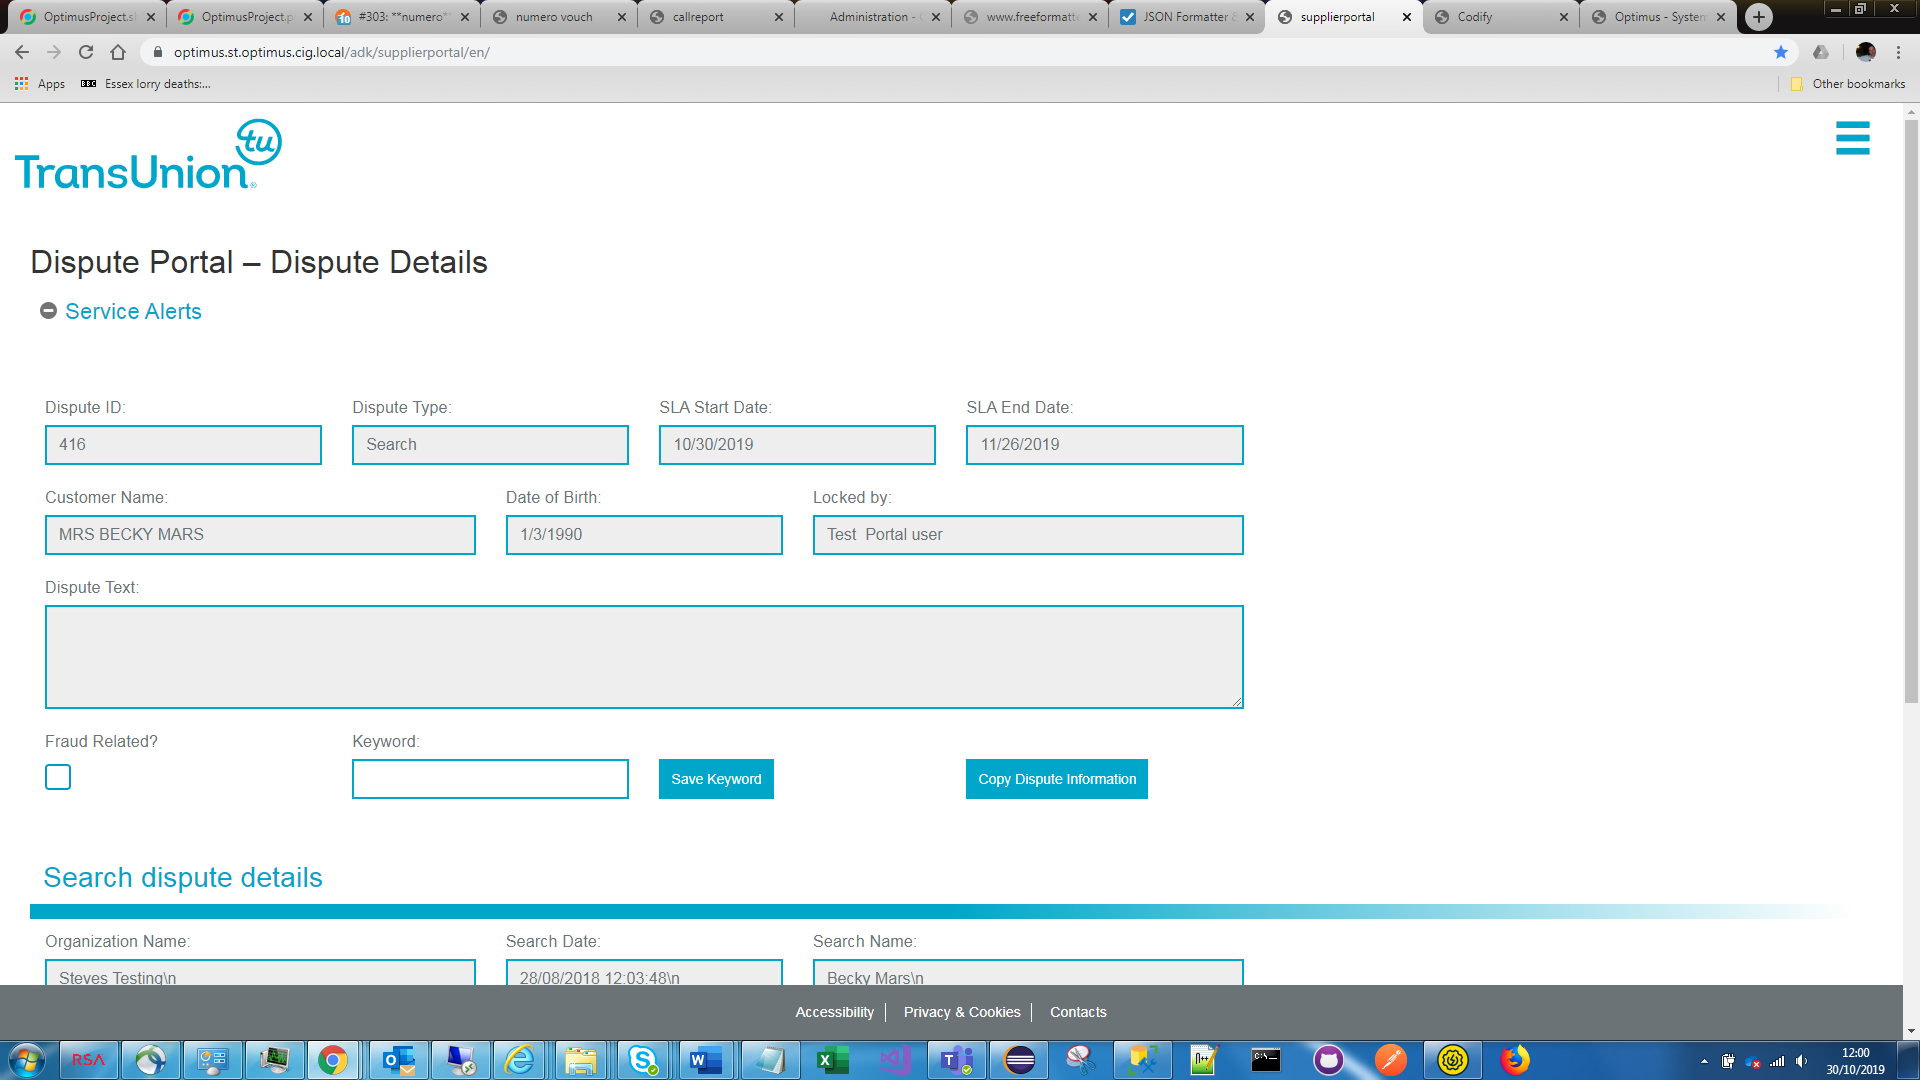 OptimusProject.sl
OptimusProject.p
#303: **numero*
numero vouch
callreport
Administration -
www.freeformatte
JSON Formatter &
supplierportal
Codify
Optimus - System
optimus.st.optimus.cig.local/adk/supplierportal/en/
Apps
BBC
Essex lorry deaths:...
Other bookmarks
tu
TransUnion®
Dispute Portal – Dispute Details
Service Alerts
Dispute ID: Dispute Type: SLA Start Date: SLA End Date:
416 Search 10/30/2019 11/26/2019
Customer Name: Date of Birth: Locked by:
MRS BECKY MARS 1/3/1990 Test  Portal user
Dispute Text:
Fraud Related? Keyword:
Save Keyword Copy Dispute Information
Search dispute details
Organization Name: Search Date: Search Name:
Steves Testing\n 28/08/2018 12:03:48\n Becky Mars\n
Accessibility Privacy & Cookies Contacts
RSA
12:00
30/10/2019